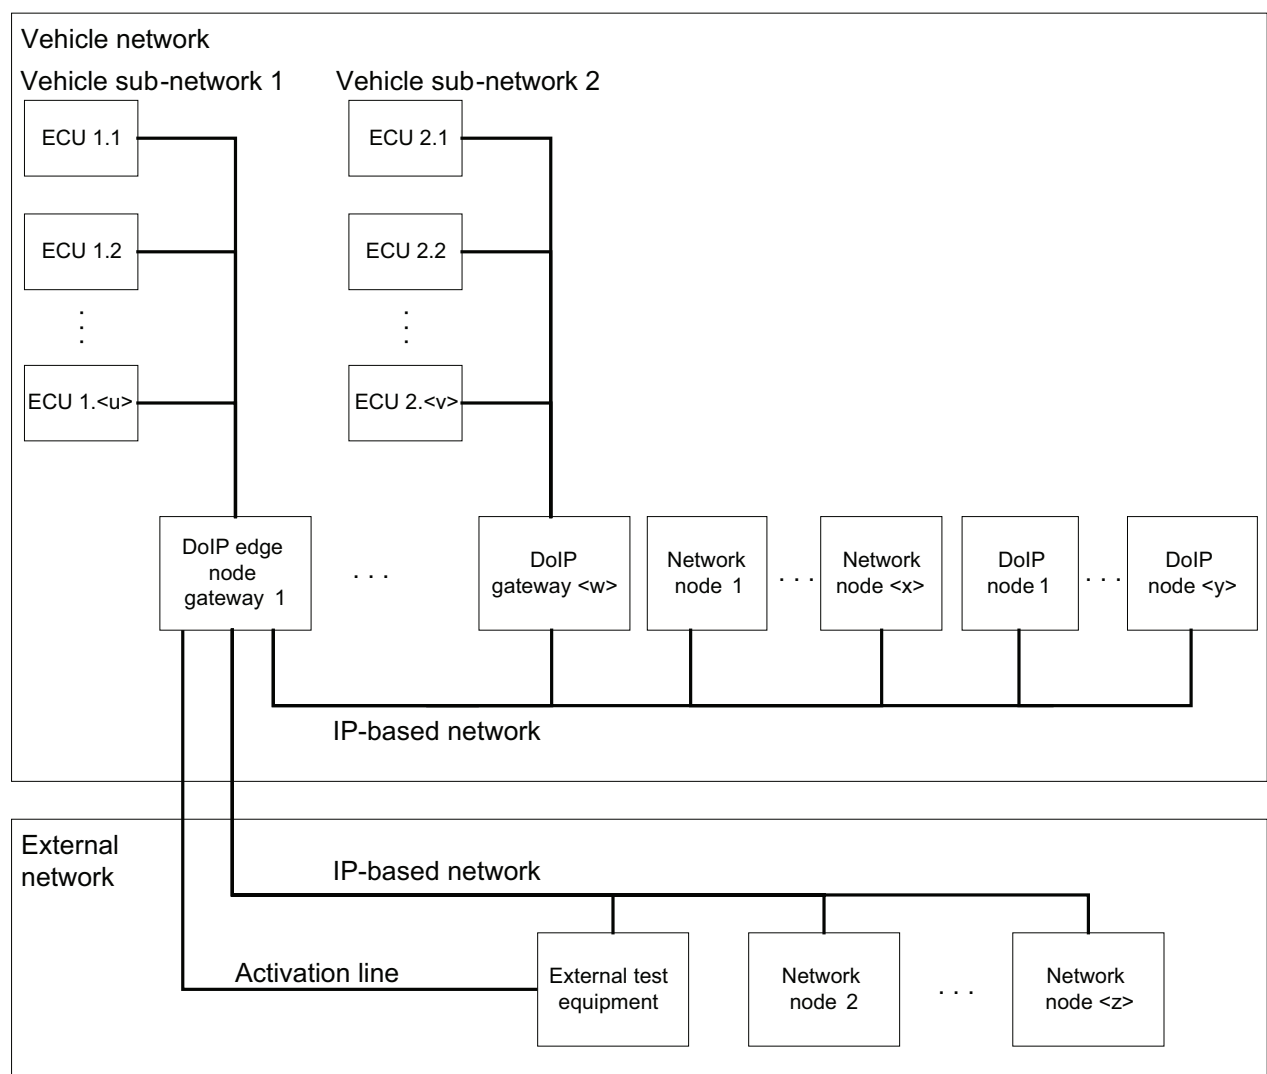 Vehicle network
Vehicle sub-network 1
Vehicle sub-network 2
ECU 1.1
ECU 2.1
ECU 1.2
ECU 2.2
. . .
. . .
ECU 1.<u>
ECU 2.<v>
DoIP edge
node
gateway 1
. . .
DoIP
gateway <w>
Network
node 1
. . .
Network
node <x>
DoIP
node 1
. . .
DoIP
node <y>
IP-based network
External
network
IP-based network
Activation line
External test
equipment
Network
node 2
. . .
Network
node <z>